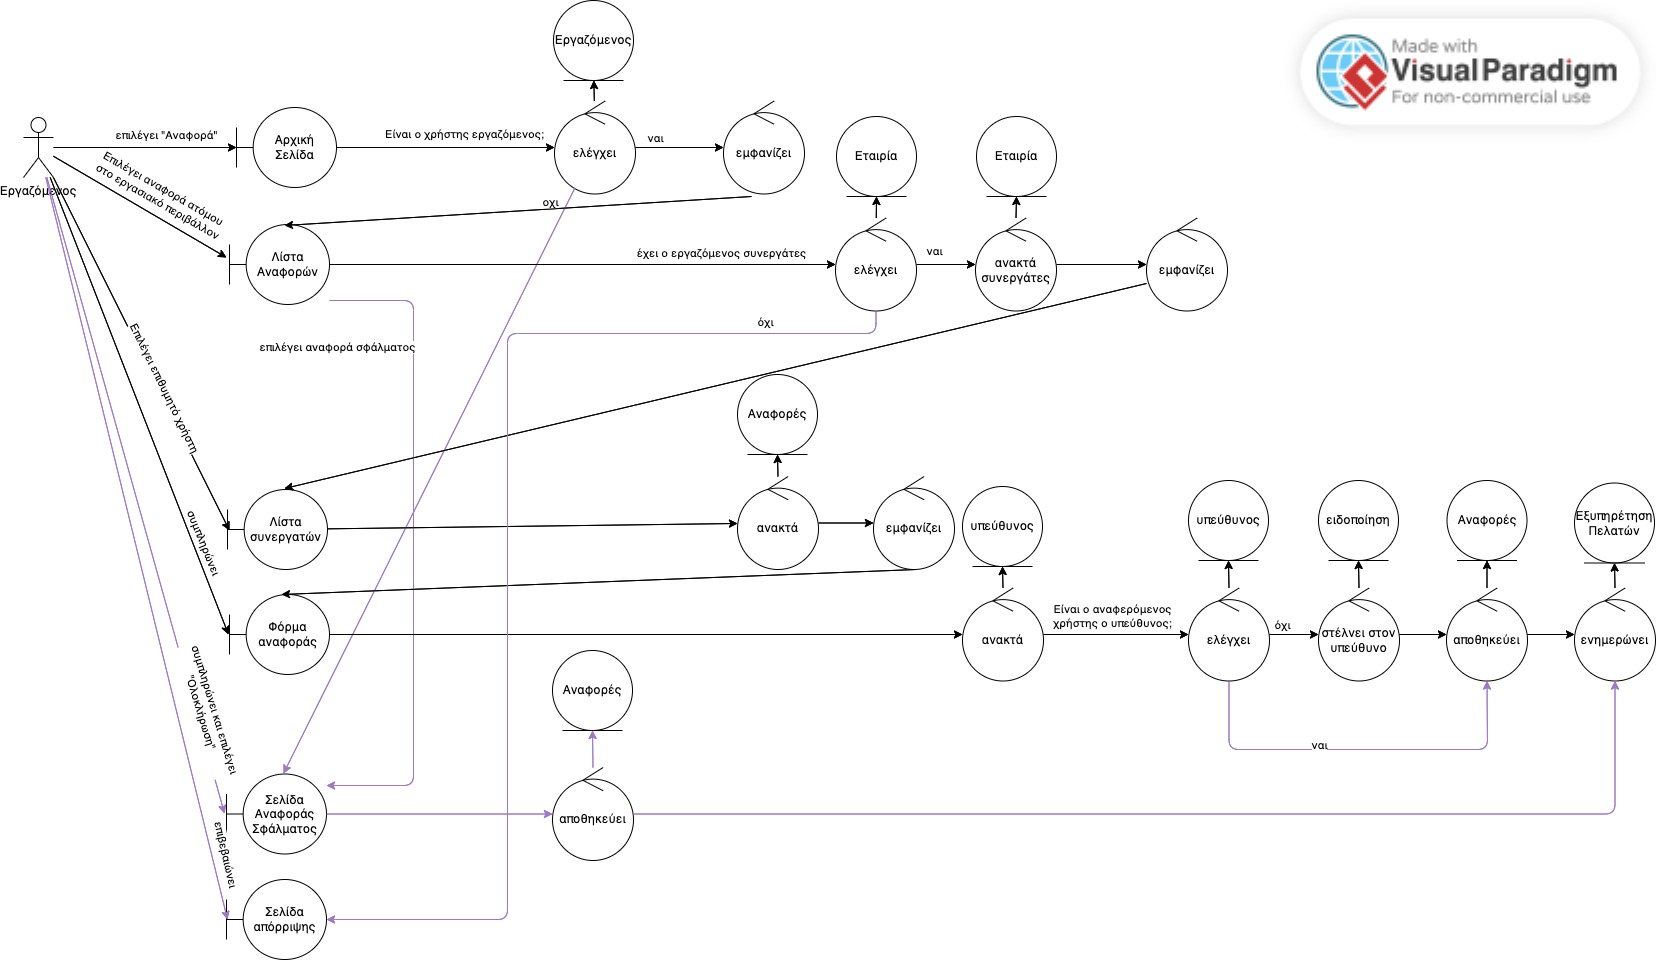 Εργαζόμενος
Made with
Visual Paradigm
For non-commercial use
επιλέγει "Αναφορά"
Αρχική
Σελίδα
Είναι ο χρήστης εργαζόμενος;
ελέγχει
ναι
εμφανίζει
Εταιρία
Εταιρία
Εργαζόμενος
Επιλέγει αναφορά ατόμου
στο εργασιακό περιβάλλον
οχι
Λίστα
Αναφορών
έχει ο εργαζόμενος συνεργάτες
ελέγχει
ναι
ανακτά
συνεργάτες
εμφανίζει
όχι
επιλέγει αναφορά σφάλματος
Επιλέγει επιθυμητό χρήστη
Αναφορές
Λίστα
συνεργατών
ανακτά
εμφανίζει
υπεύθυνος
υπεύθυνος
ειδοποίηση
Αναφορές
Εξυπηρέτηση
Πελατών
συμπληρώνει
Φόρμα
αναφοράς
ανακτά
Είναι ο αναφερόμενος
χρήστης ο υπεύθυνος;
ελέγχει
όχι
στέλνει στον
υπεύθυνο
αποθηκεύει
ενημερώνει
συμπληρώνει και επιλέγει
"Ολοκλήρωση"
Αναφορές
ναι
Σελίδα
Αναφοράς
Σφάλματος
αποθηκεύει
επιβεβαιώνει
Σελίδα
απόρριψης